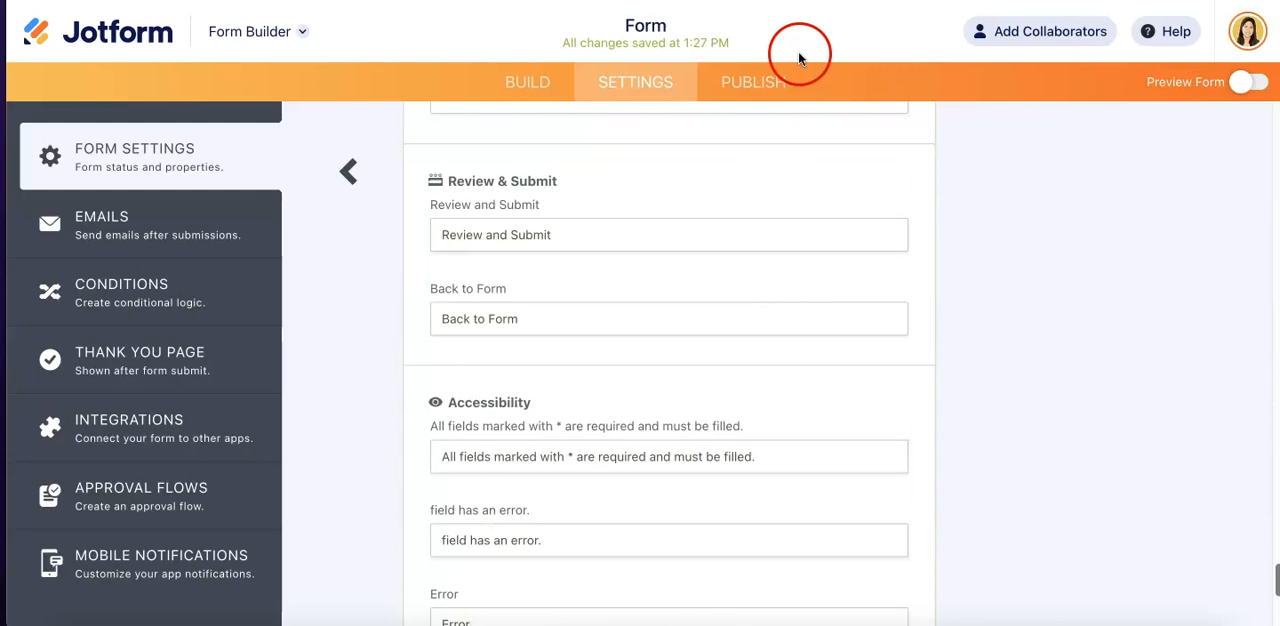 Jotform
Form Builder
Form
All changes saved at 1:27 PM
Add Collaborators
Help
BUILD
SETTINGS
PUBLISH
Preview Form
FORM SETTINGS
Form status and properties.
EMAILS
Send emails after submissions.
CONDITIONS
Create conditional logic.
THANK YOU PAGE
Shown after form submit.
INTEGRATIONS
Connect your form to other apps.
APPROVAL FLOWS
Create an approval flow.
MOBILE NOTIFICATIONS
Customize your app notifications.
Review & Submit
Review and Submit
Review and Submit
Back to Form
Back to Form
Accessibility
All fields marked with * are required and must be filled.
All fields marked with * are required and must be filled.
field has an error.
field has an error.
Error
Error